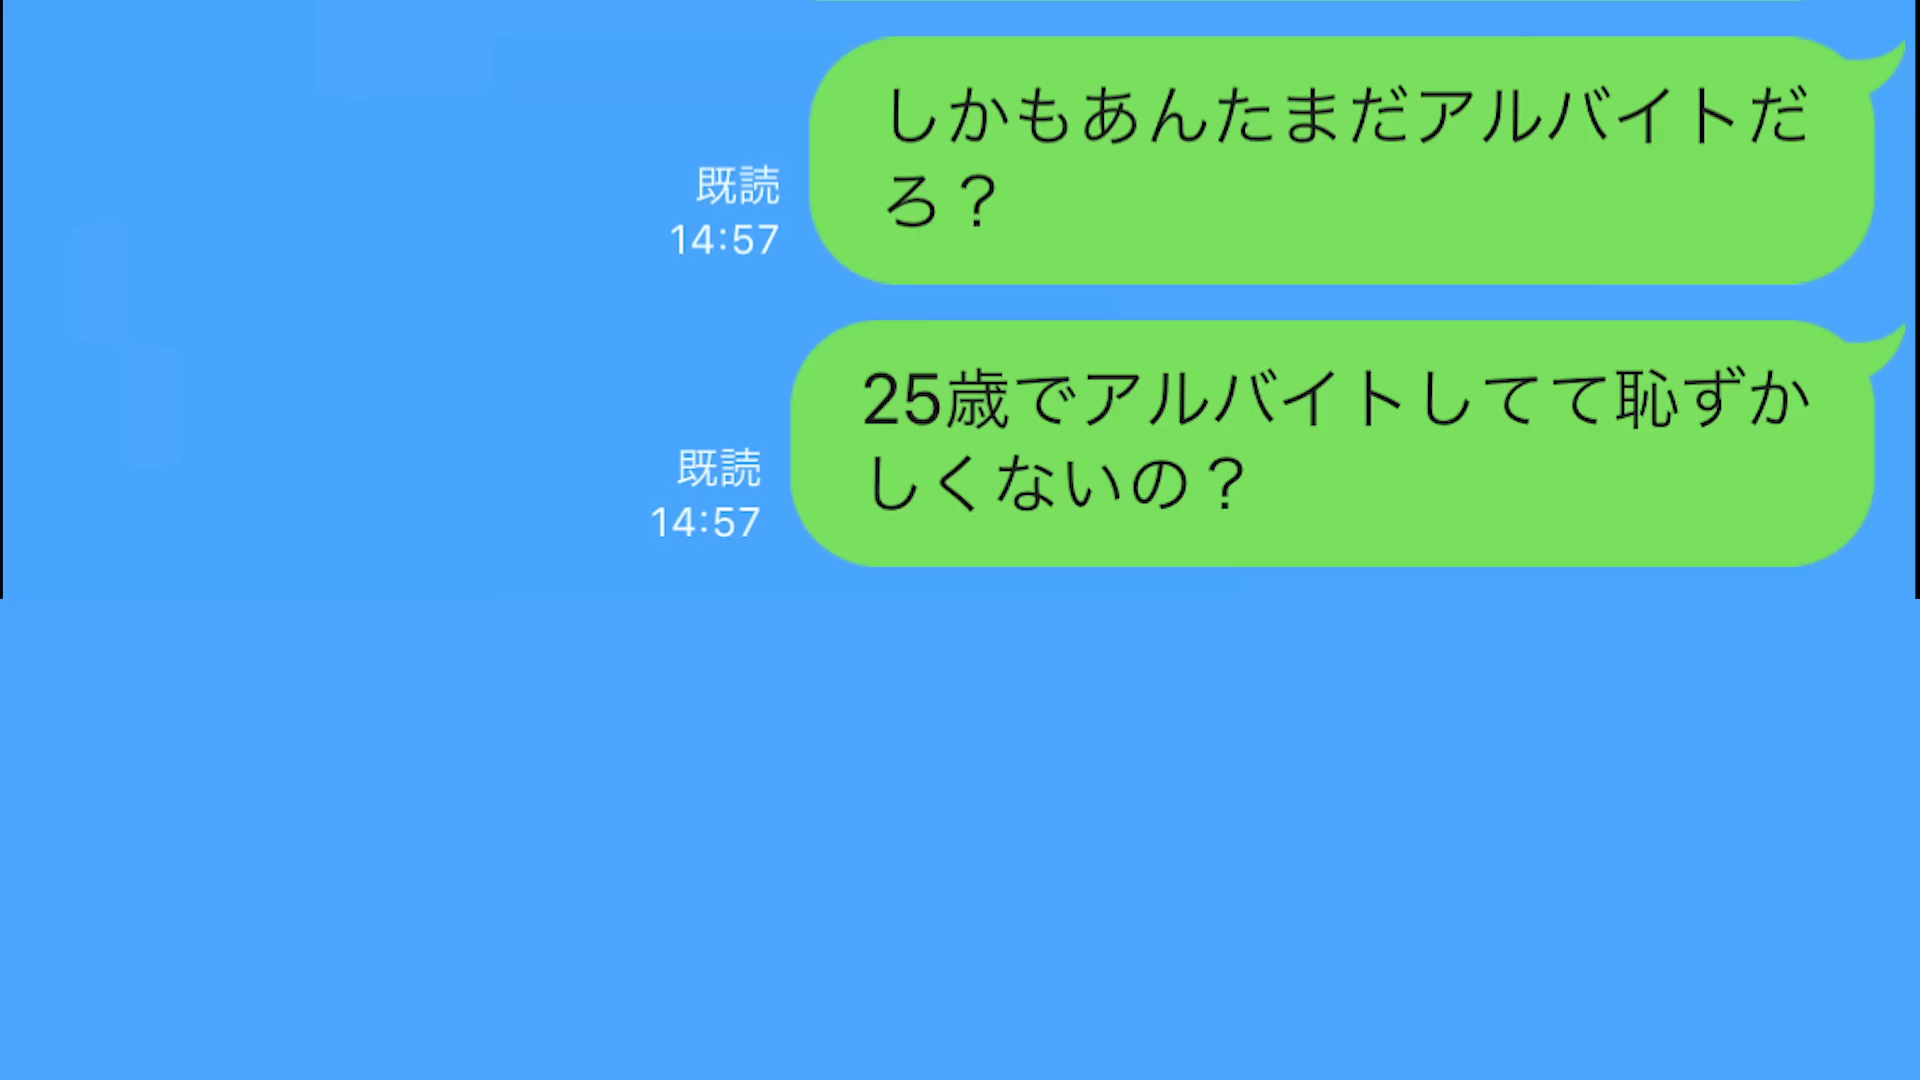 しかもあんたまだアルバイトだ
ろ？
既読
14:57
25歳でアルバイトしてて恥ずか
しくないの？
既読
14:57